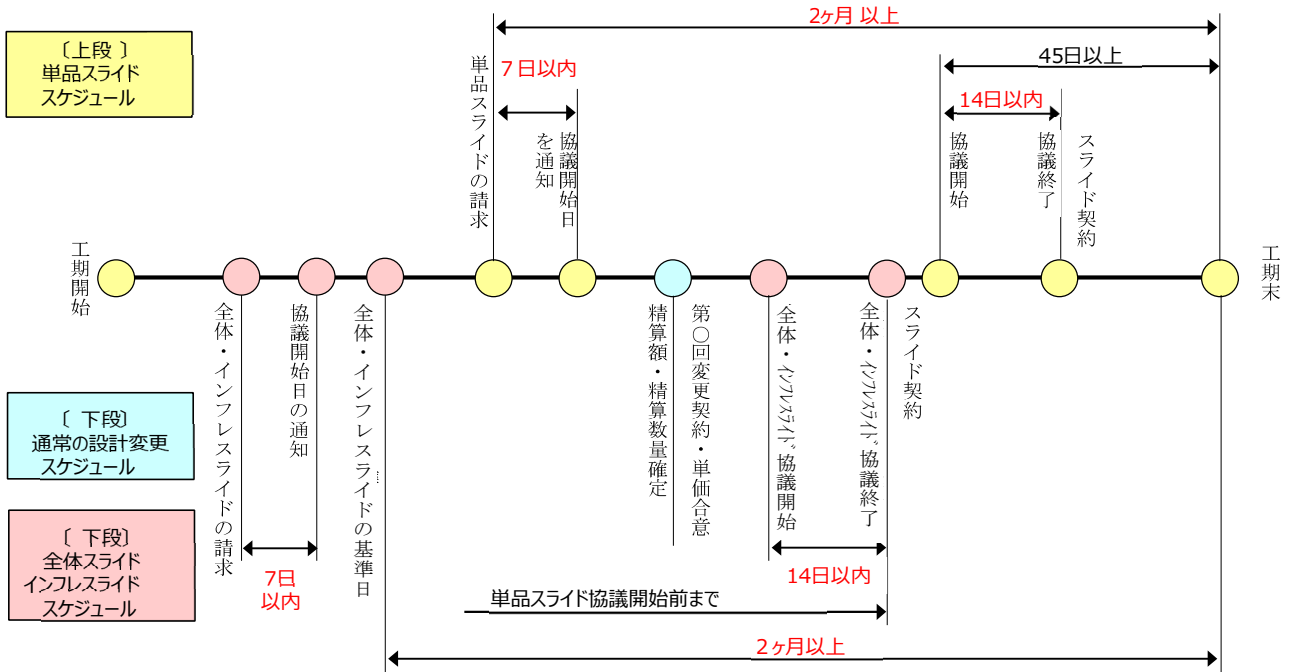 2ヶ月 以上
〔上段 〕
単品スライド
スケジュール
単品スライドの請求
7 日以内
45日以上
14日以内
協議開始日
を通知
協議開始
協議終了
スライド契約
工期開始
工期末
全体・インフレスライドの請求
協議開始日の通知
全体・インフレスライドの基準日
精算額・精算数量確定
第〇回変更契約・単価合意
全体・インフレスライド協議開始
全体・インフレスライド協議終了
スライド契約
〔 下段〕
通常の設計変更
スケジュール
〔 下段〕
全体スライド
インフレスライド
スケジュール
7日
以内
14日以内
単品スライド協議開始前まで
2ヶ月以上